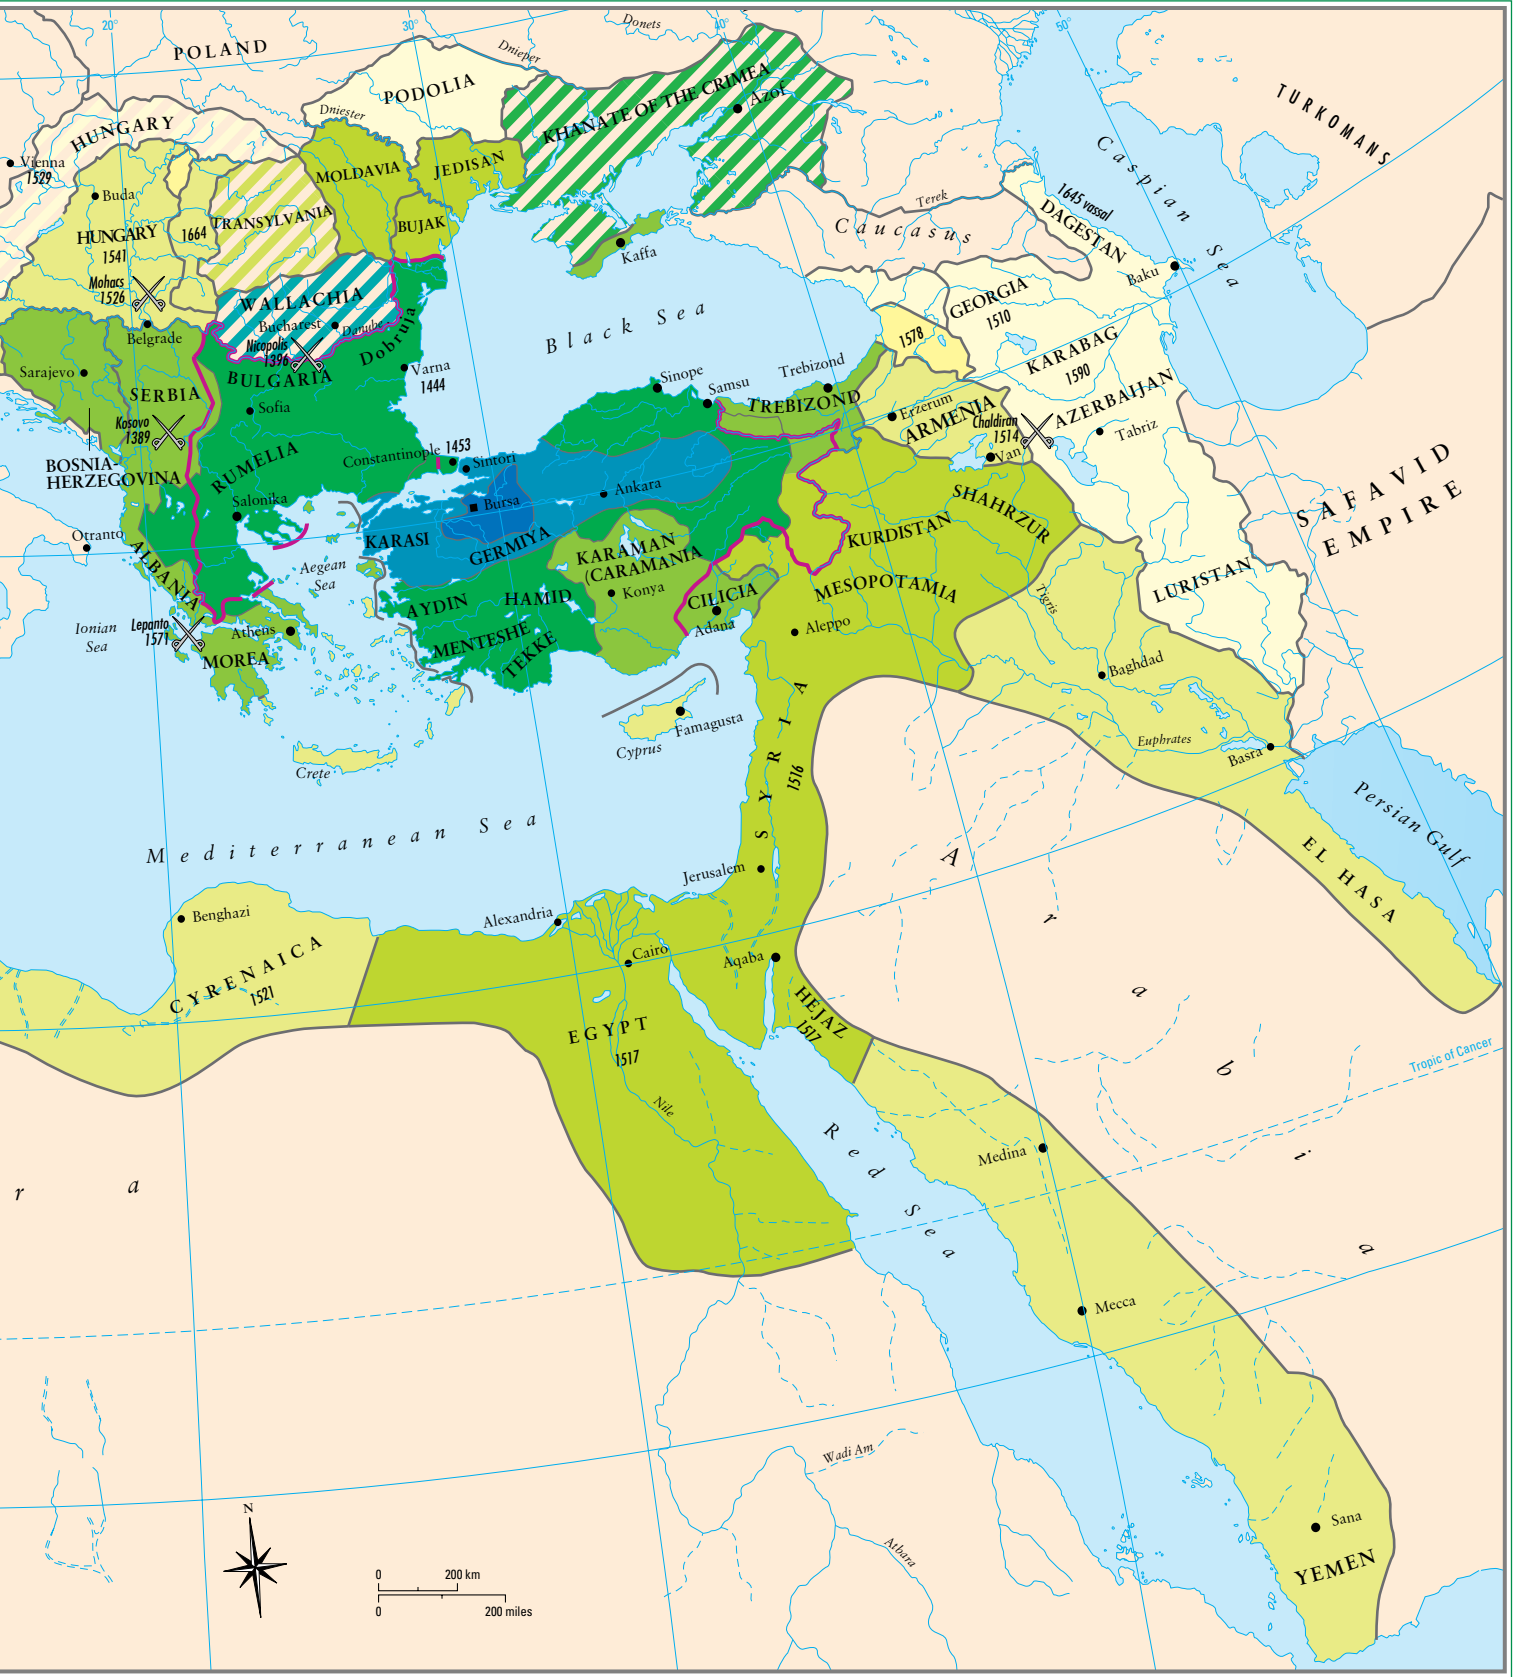 20°
30°
40°
50°
POLAND
Donets
Dnieper
PODOLIA
Dniester
KHANATE OF THE CRIMEA
Azof
TURKOMANS
HUNGARY
Vienna
1529
MOLDAVIA
JEDISAN
Caspian Sea
Buda
TRANSYLVANIA
BUJAK
HUNGARY
1541
1664
Terek
Caucasus
1645 vassal
DAGESTAN
Kaffa
Baku
Mohacs
1526
WALLACHIA
Bucharest
Danube
Belgrade
Nicopolis
1396
Dobruja
Black Sea
GEORGIA
1510
1578
KARABAG
1590
Sarajevo
SERBIA
BULGARIA
Varna
1444
Sinope
Samsu
Trebizond
TREBIZOND
AZERBAIJAN
Sofia
Kosovo
1389
Erzerum
ARMENIA
Chaldiran
1514
Tabriz
Van
BOSNIA-
HERZEGOVINA
RUMELIA
Constantinople 1453
Sintori
Salonika
Bursa
Ankara
SHAHRZUR
SAFAVID
EMPIRE
Otranto
KARASI
GERMIYA
KARAMAN
(CARAMANIA
KURDISTAN
ALBANIA
Aegean
Sea
LURISTAN
AYDIN
HAMID
Konya
CILICIA
MESOPOTAMIA
Tigris
Ionian
Sea
Lepanto
1571
Athens
MENTESHE
TEKKE
Adana
Aleppo
MOREA
Baghdad
Famagusta
Cyprus
Euphrates
Basra
Crete
SYRIA
1516
Persian Gulf
Mediterranean Sea
EL HASA
Jerusalem
Arabia
Benghazi
Alexandria
CYRENAICA
1521
Cairo
Aqaba
HEJAZ
1517
EGYPT
1517
Tropic of Cancer
Nile
Red Sea
Medina
r a
Mecca
Wadi Am
Atbara
Sana
YEMEN
N
0 200 km
0 200 miles